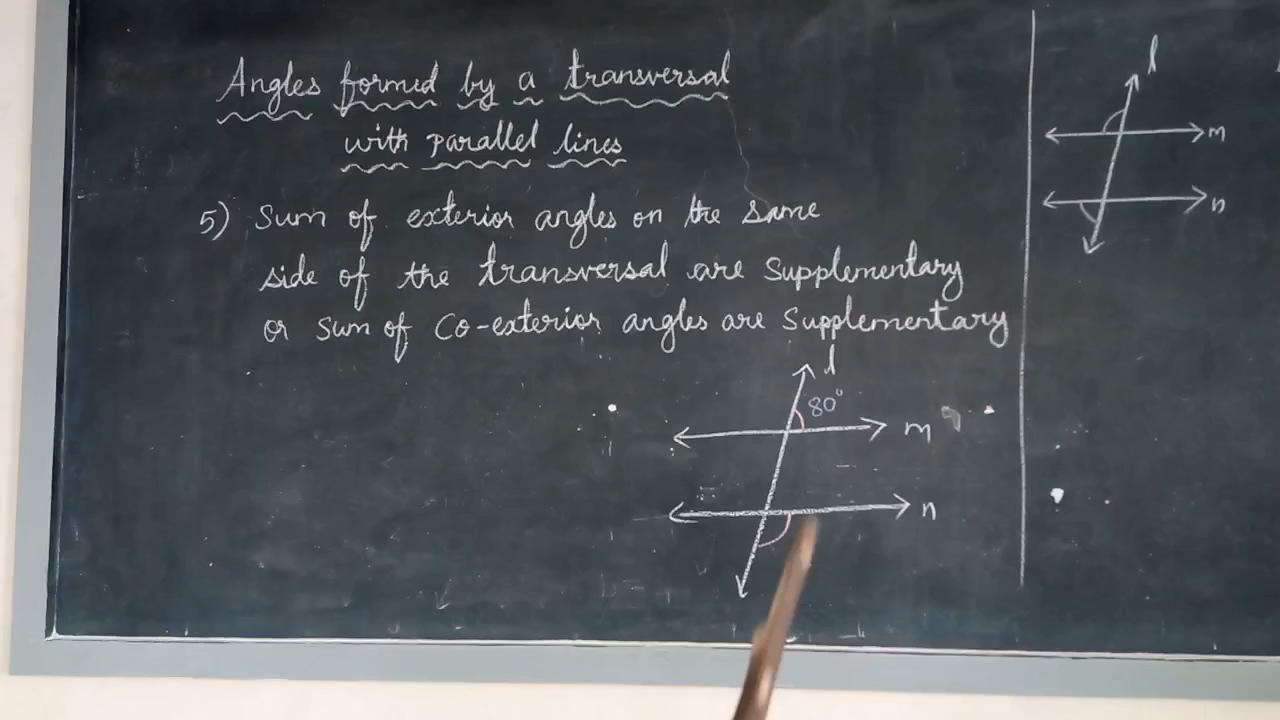 Angles formed by a transversal
with parallel lines
5) Sum of exterior angles on the same
side of the transversal are Supplementary
or Sum of Co-exterior angles are Supplementary
l
80°
m
n
l
m
n